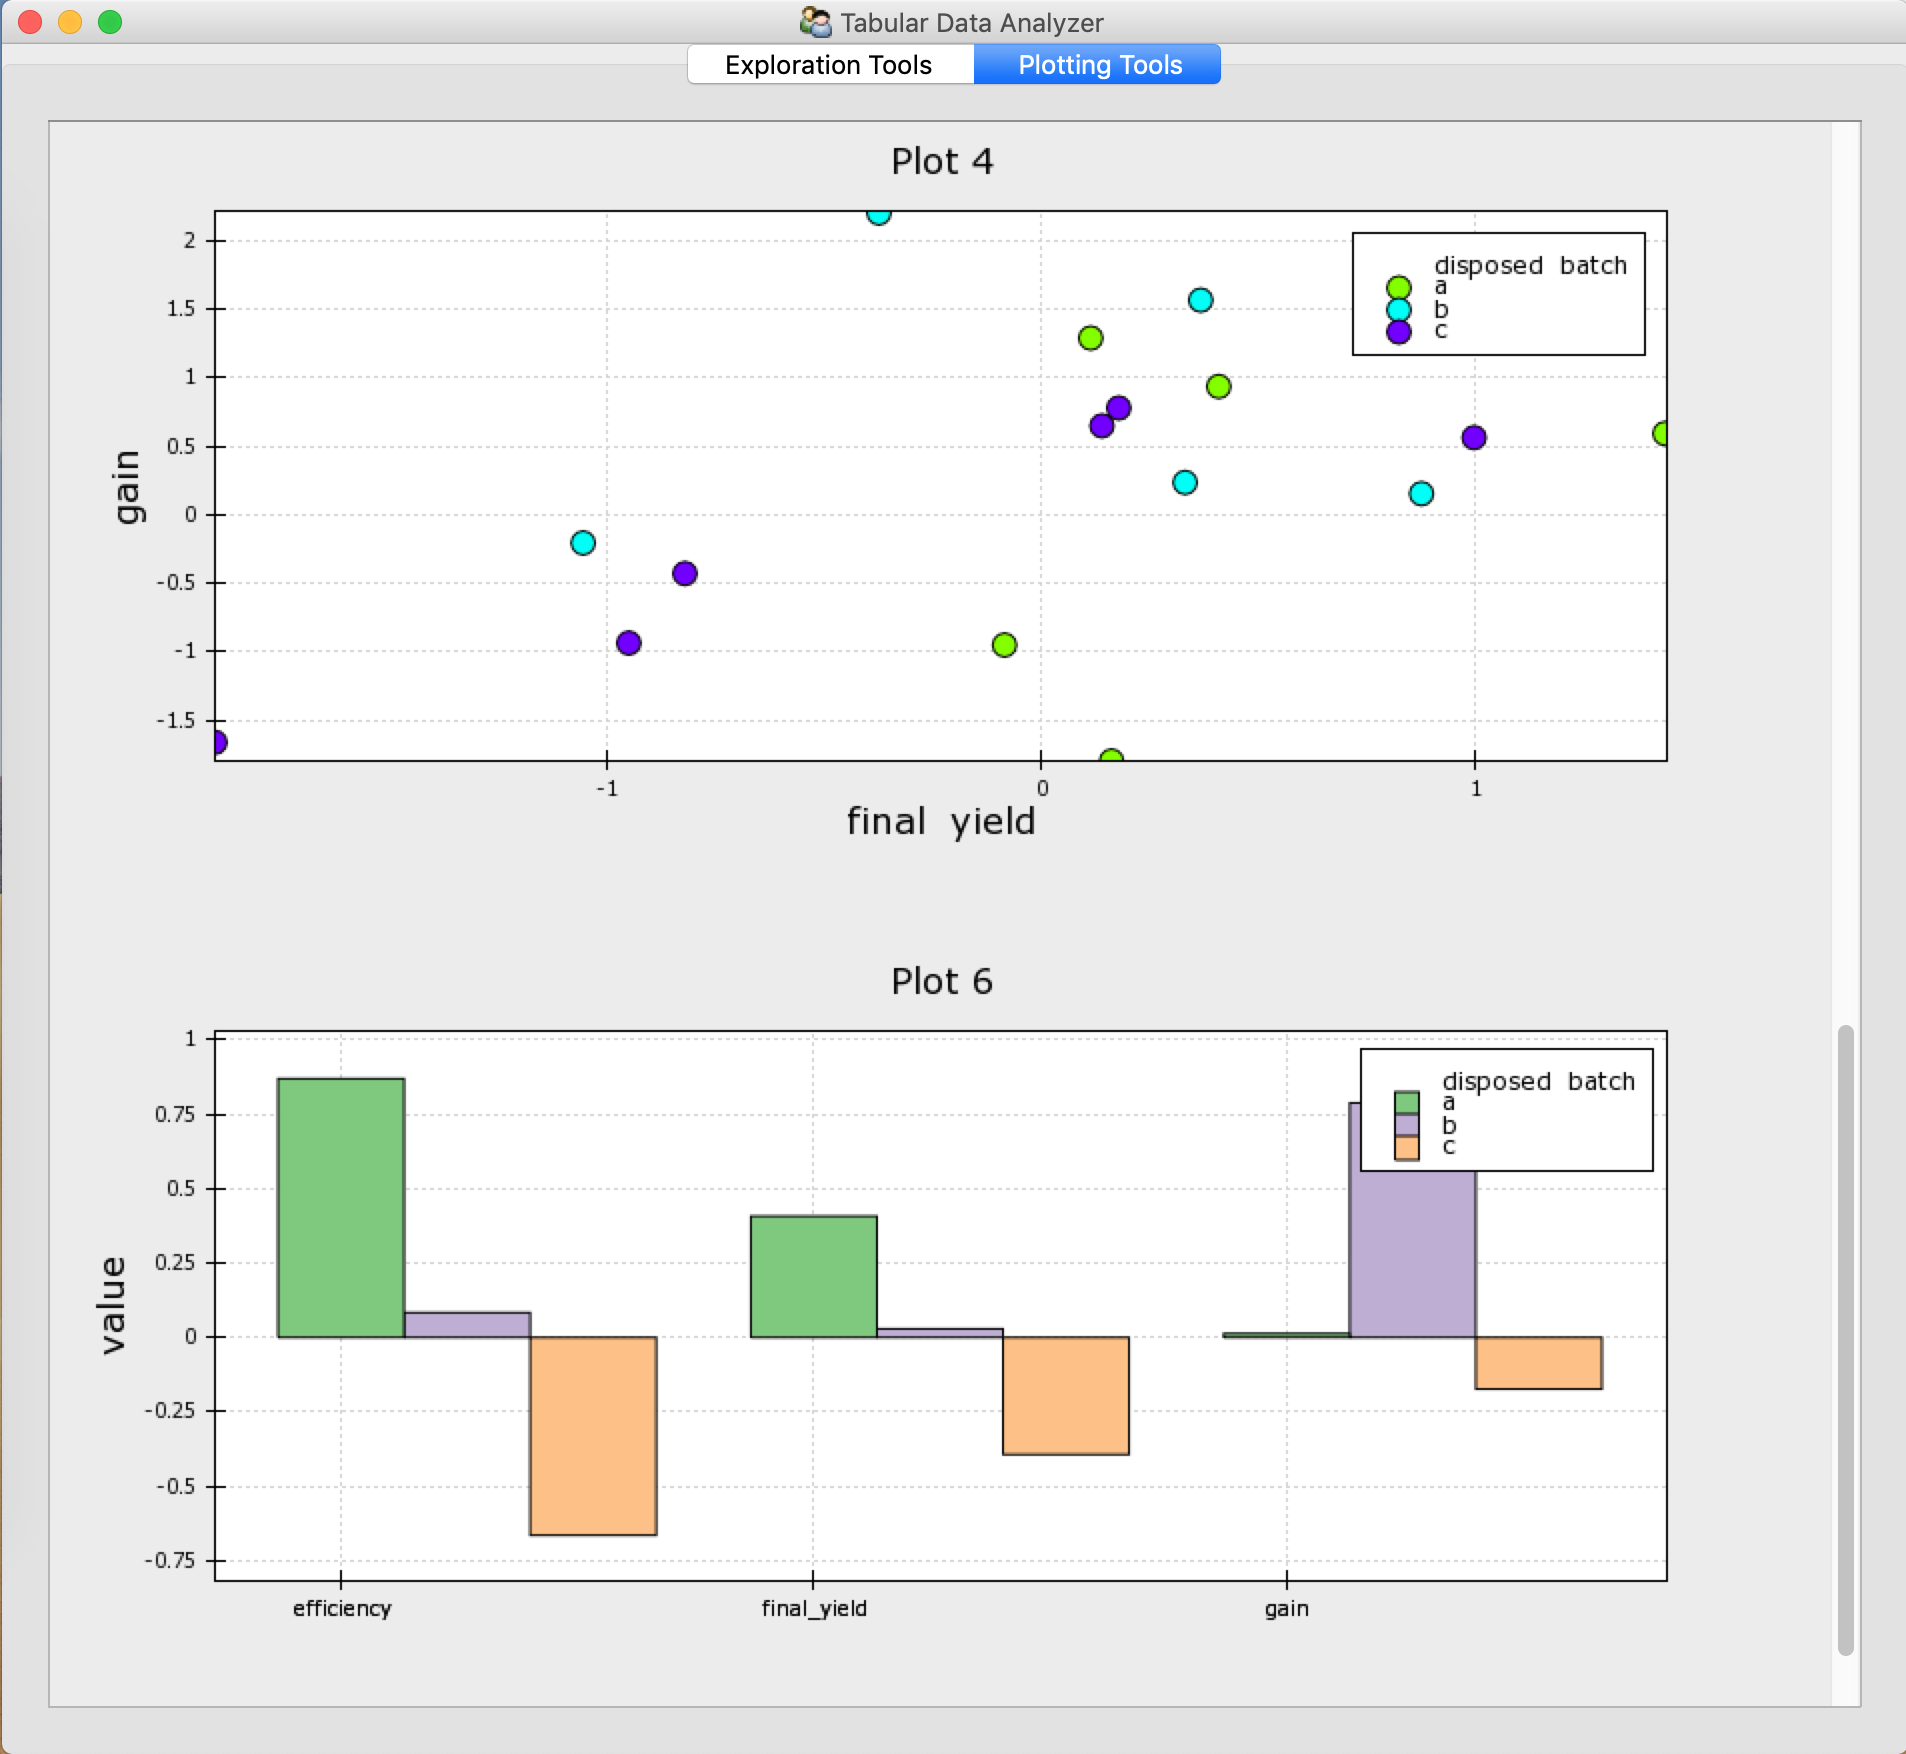 Tabular Data Analyzer
Exploration Tools
Plotting Tools
Plot 4
2
1.5
1
0.5
0
-0.5
-1
-1.5
gain
disposed batch
a
b
c
-1
0
1
final yield
Plot 6
1
0.75
0.5
0.25
0
-0.25
-0.5
-0.75
value
disposed batch
a
b
c
efficiency
final_yield
gain